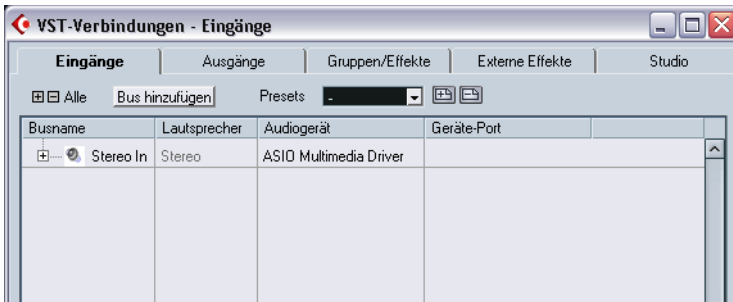 VST-Verbindungen - Eingänge
Eingänge Ausgänge Gruppen/Effekte Externe Effekte Studio
Alle Bus hinzufügen Presets -
Busname Lautsprecher Audiogerät Geräte-Port
Stereo In Stereo ASIO Multimedia Driver